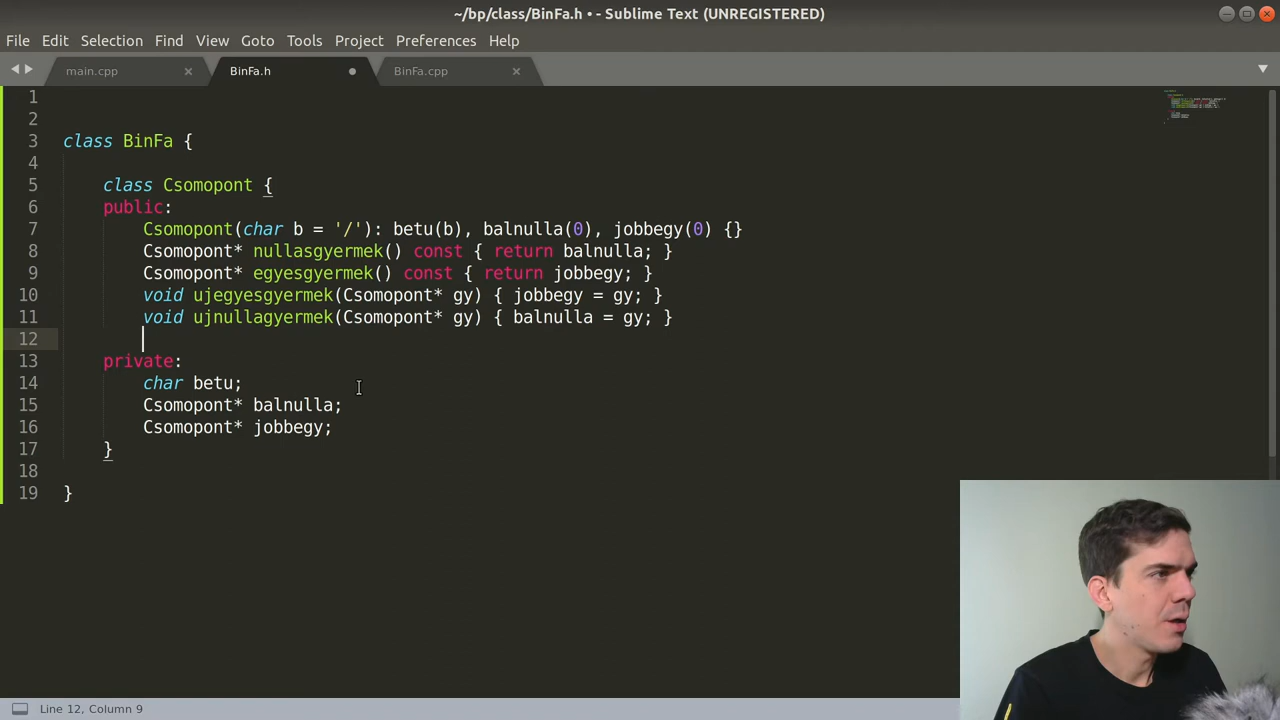 ~/bp/class/BinFa.h • - Sublime Text (UNREGISTERED)
File Edit Selection Find View Goto Tools Project Preferences Help
main.cpp BinFa.h BinFa.cpp
1
2
3 class BinFa {
4
5 class Csomopont {
6 public:
7 Csomopont(char b = '/'): betu(b), balnulla(0), jobbegy(0) {}
8 Csomopont* nullasgyermek() const { return balnulla; }
9 Csomopont* egyesgyermek() const { return jobbegy; }
10 void ujegyesgyermek(Csomopont* gy) { jobbegy = gy; }
11 void ujnullagyermek(Csomopont* gy) { balnulla = gy; }
12
13 private:
14 char betu;
15 Csomopont* balnulla;
16 Csomopont* jobbegy;
17 }
18
19 }
Line 12, Column 9